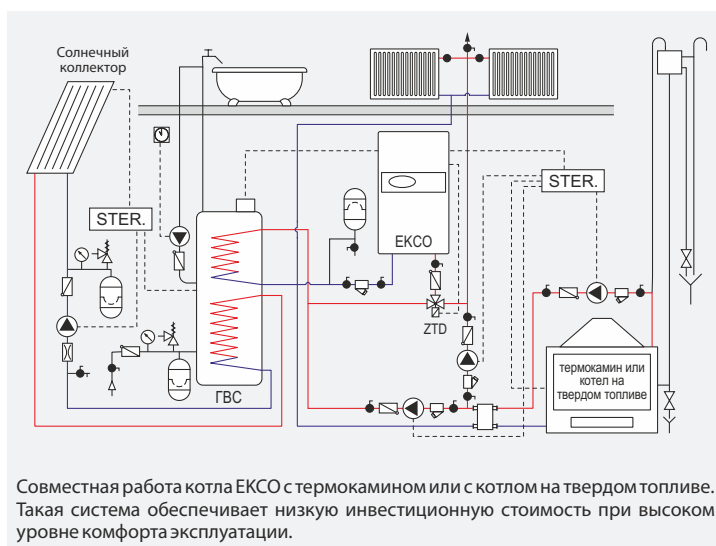 Солнечный
коллектор
STER.
EKCO
STER.
ZTD
ГВС
термокамин или
котел на
твердом топливе
Совместная работа котла ЕКСО с термокамином или с котлом на твердом топливе.
Такая система обеспечивает низкую инвестиционную стоимость при высоком
уровне комфорта эксплуатации.